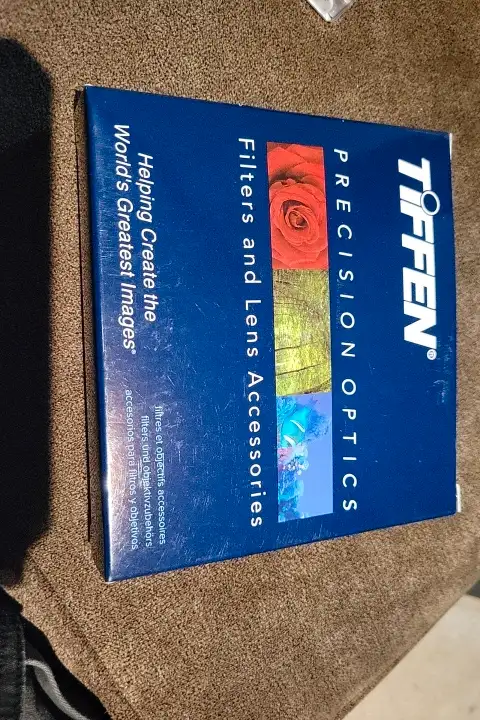 TIFFEN®
PRECISION OPTICS
Filters and Lens Accessories
Helping Create the
World's Greatest Images®
filtres et objectifs accessoires
filters und objektivzubehörs
accesorios para filtros y objetivos